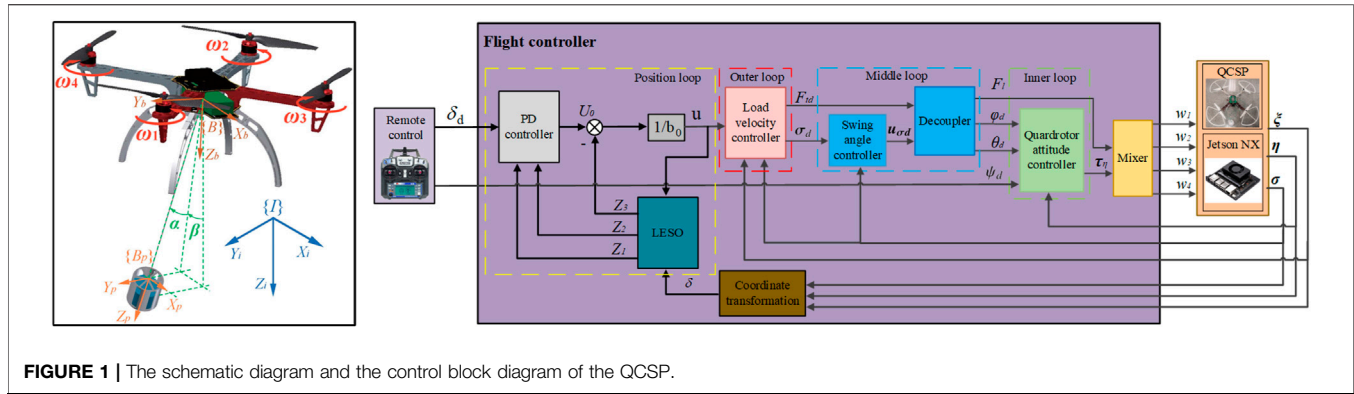 ω2
ω4
ω1
ω3
Yb
{B}
Xb
Zb
α
β
{I}
Yi
Xi
Zi
{Bp}
Yp
Xp
Zp
Flight controller
Position loop
Outer loop
Middle loop
Inner loop
QCSP
Remote
control
δd
PD
controller
U0
-
u
1/b0
Load
velocity
controller
Ftd
σd
Swing
angle
controller
uσd
Decoupler
Fl
φd
θd
ψd
Quardrotor
attitude
controller
τη
Mixer
w1
w2
w3
w4
Jetson NX
ξ
η
σ
Z3
Z2
Z1
LESO
δ
Coordinate
transformation
FIGURE 1 | The schematic diagram and the control block diagram of the QCSP.